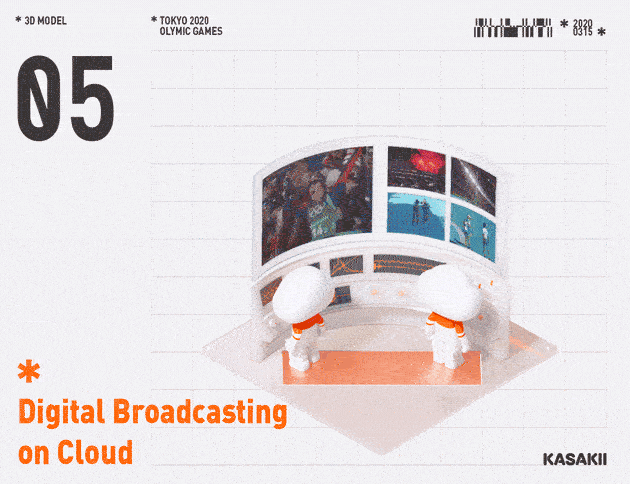 * 3D MODEL
* TOKYO 2020
OLYMIC GAMES
* 2020
0315 *
05
*
Digital Broadcasting
on Cloud
KASAKII